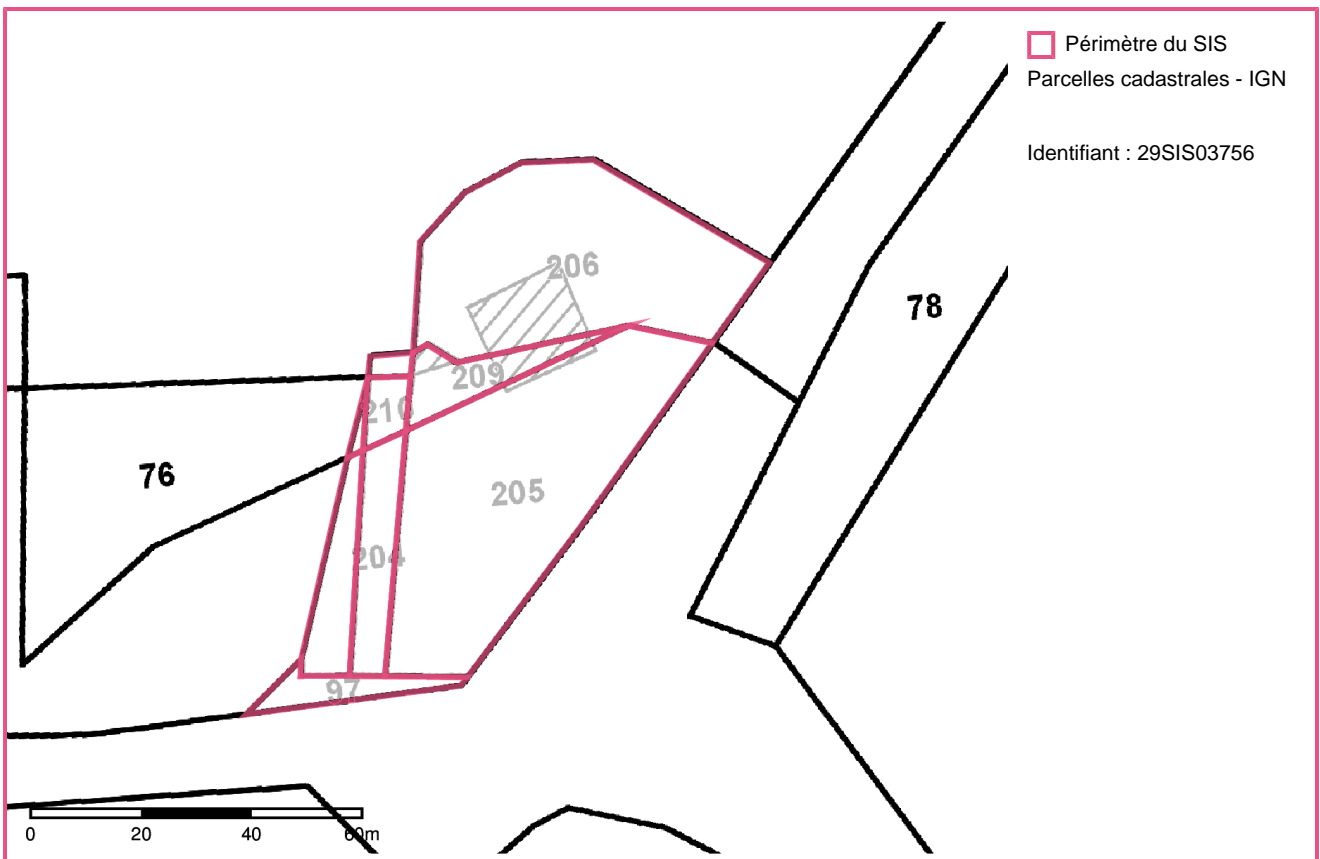 Périmètre du SIS
Parcelles cadastrales - IGN
Identifiant : 29SIS03756
206
78
209
210
76
205
204
97
0 20 40 60m